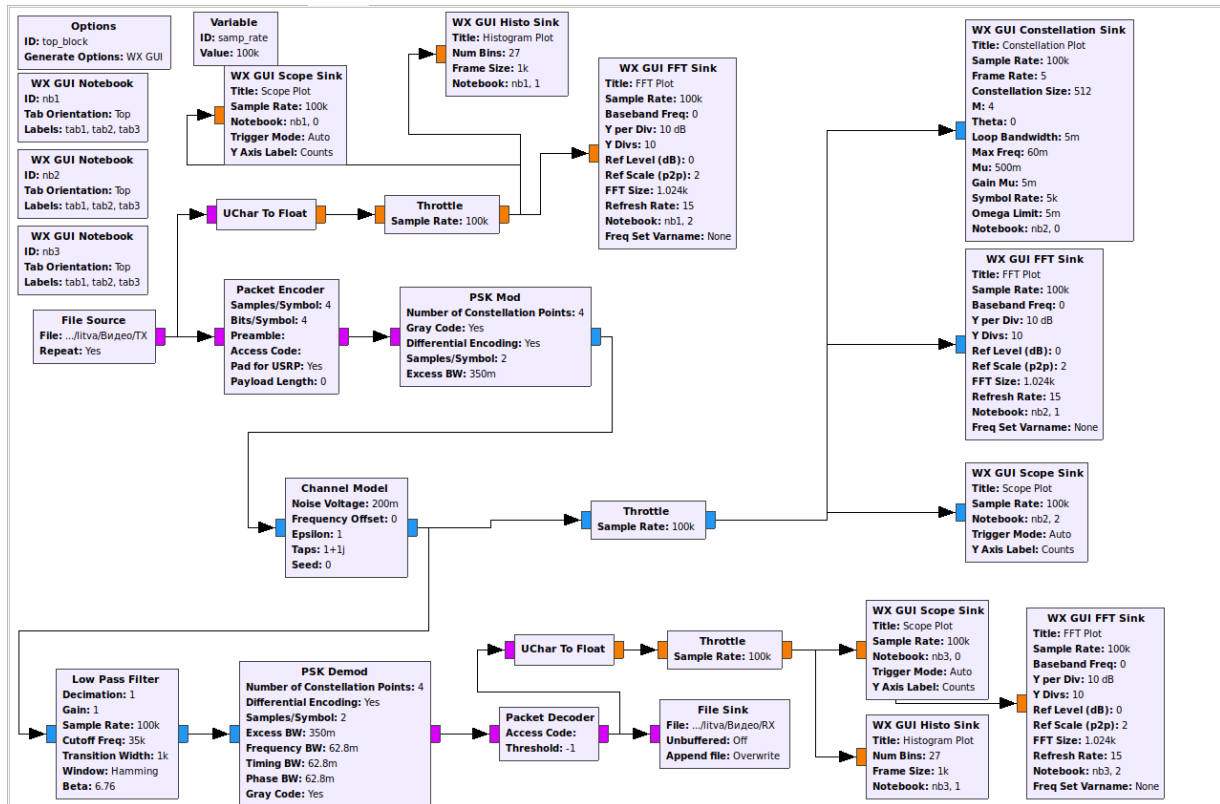 Options
ID: top_block
Generate Options: WX GUI
Variable
ID: samp_rate
Value: 100k
WX GUI Histo Sink
Title: Histogram Plot
Num Bins: 27
Frame Size: 1k
Notebook: nb1, 1
WX GUI Constellation Sink
Title: Constellation Plot
Sample Rate: 100k
Frame Rate: 5
Constellation Size: 512
M: 4
Theta: 0
Loop Bandwidth: 5m
Max Freq: 60m
Mu: 500m
Gain Mu: 5m
Symbol Rate: 5k
Omega Limit: 5m
Notebook: nb2, 0
WX GUI Notebook
ID: nb1
Tab Orientation: Top
Labels: tab1, tab2, tab3
WX GUI Scope Sink
Title: Scope Plot
Sample Rate: 100k
Notebook: nb1, 0
Trigger Mode: Auto
Y Axis Label: Counts
WX GUI FFT Sink
Title: FFT Plot
Sample Rate: 100k
Baseband Freq: 0
Y per Div: 10 dB
Y Divs: 10
Ref Level (dB): 0
Ref Scale (p2p): 2
FFT Size: 1.024k
Refresh Rate: 15
Notebook: nb1, 2
Freq Set Varname: None
WX GUI Notebook
ID: nb2
Tab Orientation: Top
Labels: tab1, tab2, tab3
UChar To Float
Throttle
Sample Rate: 100k
WX GUI Notebook
ID: nb3
Tab Orientation: Top
Labels: tab1, tab2, tab3
WX GUI FFT Sink
Title: FFT Plot
Sample Rate: 100k
Baseband Freq: 0
Y per Div: 10 dB
Y Divs: 10
Ref Level (dB): 0
Ref Scale (p2p): 2
FFT Size: 1.024k
Refresh Rate: 15
Notebook: nb2, 1
Freq Set Varname: None
File Source
File: .../litva/Видео/TX
Repeat: Yes
Packet Encoder
Samples/Symbol: 4
Bits/Symbol: 4
Preamble:
Access Code:
Pad for USRP: Yes
Payload Length: 0
PSK Mod
Number of Constellation Points: 4
Gray Code: Yes
Differential Encoding: Yes
Samples/Symbol: 2
Excess BW: 350m
Channel Model
Noise Voltage: 200m
Frequency Offset: 0
Epsilon: 1
Taps: 1+1j
Seed: 0
Throttle
Sample Rate: 100k
WX GUI Scope Sink
Title: Scope Plot
Sample Rate: 100k
Notebook: nb2, 2
Trigger Mode: Auto
Y Axis Label: Counts
Low Pass Filter
Decimation: 1
Gain: 1
Sample Rate: 100k
Cutoff Freq: 35k
Transition Width: 1k
Window: Hamming
Beta: 6.76
PSK Demod
Number of Constellation Points: 4
Differential Encoding: Yes
Samples/Symbol: 2
Excess BW: 350m
Frequency BW: 62.8m
Timing BW: 62.8m
Phase BW: 62.8m
Gray Code: Yes
UChar To Float
Throttle
Sample Rate: 100k
Packet Decoder
Access Code:
Threshold: -1
File Sink
File: .../litva/Видео/RX
Unbuffered: Off
Append file: Overwrite
WX GUI Scope Sink
Title: Scope Plot
Sample Rate: 100k
Notebook: nb3, 0
Trigger Mode: Auto
Y Axis Label: Counts
WX GUI Histo Sink
Title: Histogram Plot
Num Bins: 27
Frame Size: 1k
Notebook: nb3, 1
WX GUI FFT Sink
Title: FFT Plot
Sample Rate: 100k
Baseband Freq: 0
Y per Div: 10 dB
Y Divs: 10
Ref Level (dB): 0
Ref Scale (p2p): 2
FFT Size: 1.024k
Refresh Rate: 15
Notebook: nb3, 2
Freq Set Varname: None